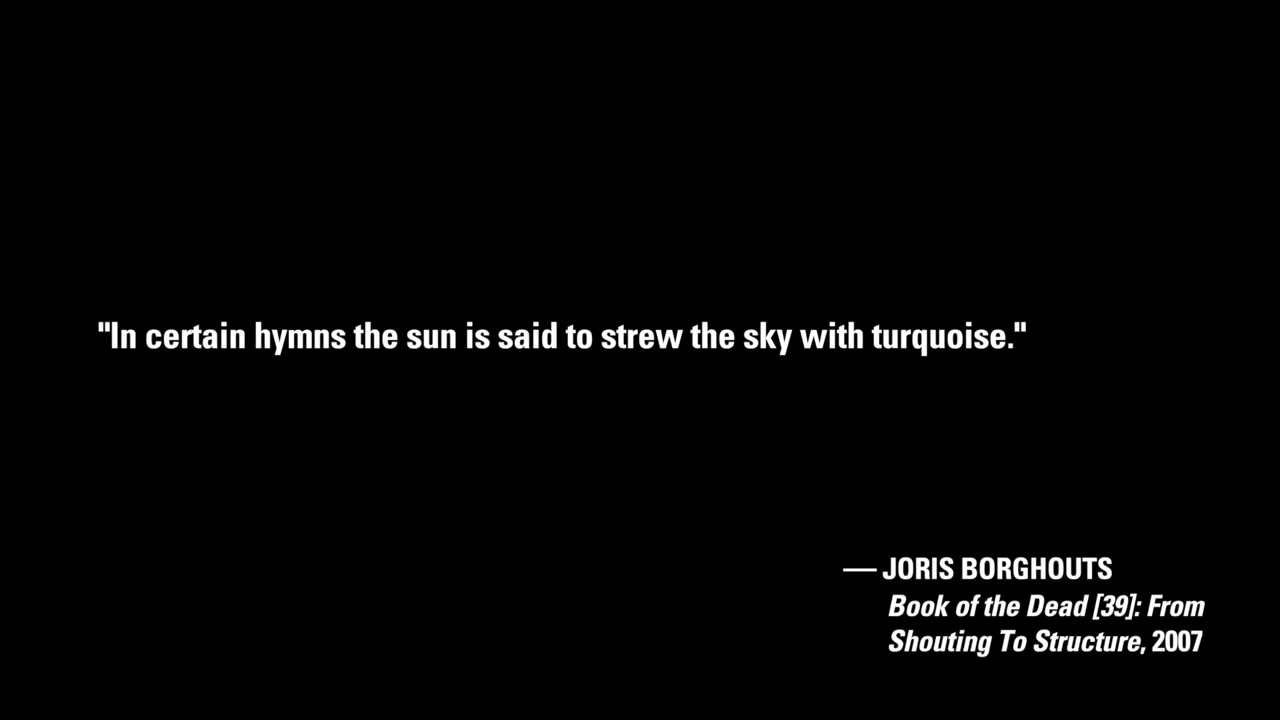 "In certain hymns the sun is said to strew the sky with turquoise."
— JORIS BORGHOUTS
Book of the Dead [39]: From
Shouting To Structure, 2007